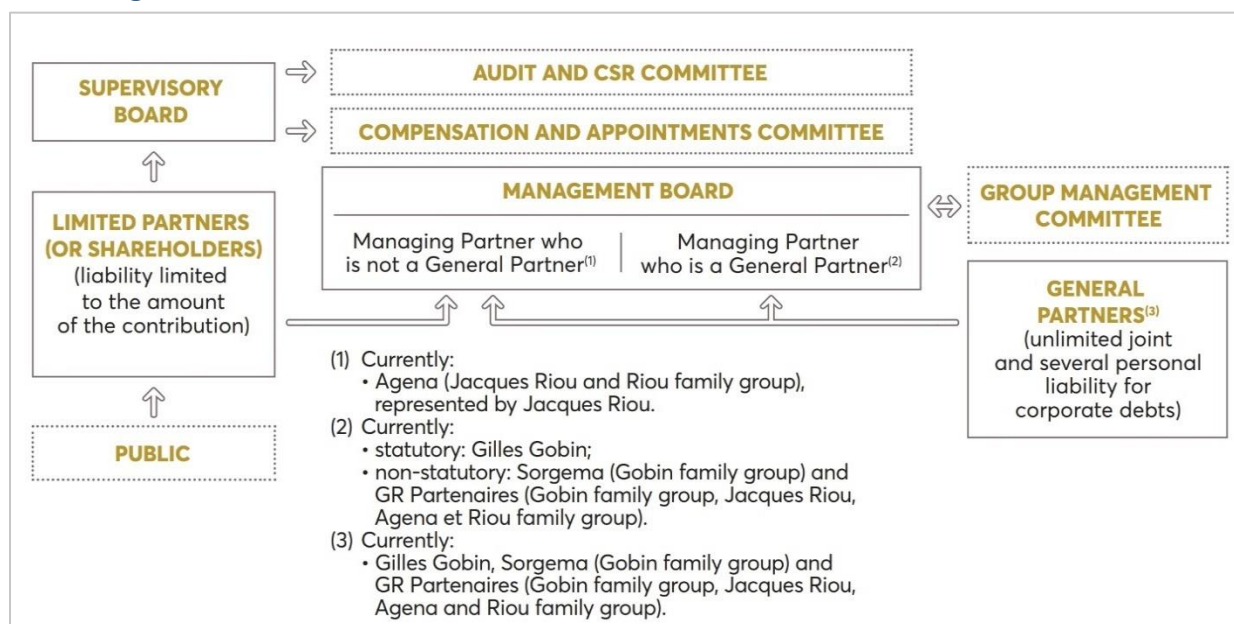 SUPERVISORY
BOARD
AUDIT AND CSR COMMITTEE
COMPENSATION AND APPOINTMENTS COMMITTEE
MANAGEMENT BOARD
Managing Partner who
is not a General Partner(1)
Managing Partner
who is a General Partner(2)
GROUP MANAGEMENT
COMMITTEE
LIMITED PARTNERS
(OR SHAREHOLDERS)
(liability limited
to the amount
of the contribution)
GENERAL
PARTNERS(3)
(unlimited joint
and several personal
liability for
corporate debts)
PUBLIC
(1) Currently:
• Agena (Jacques Riou and Riou family group),
represented by Jacques Riou.
(2) Currently:
• statutory: Gilles Gobin;
• non-statutory: Sorgema (Gobin family group) and
GR Partenaires (Gobin family group, Jacques Riou,
Agena et Riou family group).
(3) Currently:
• Gilles Gobin, Sorgema (Gobin family group) and
GR Partenaires (Gobin family group, Jacques Riou,
Agena and Riou family group).